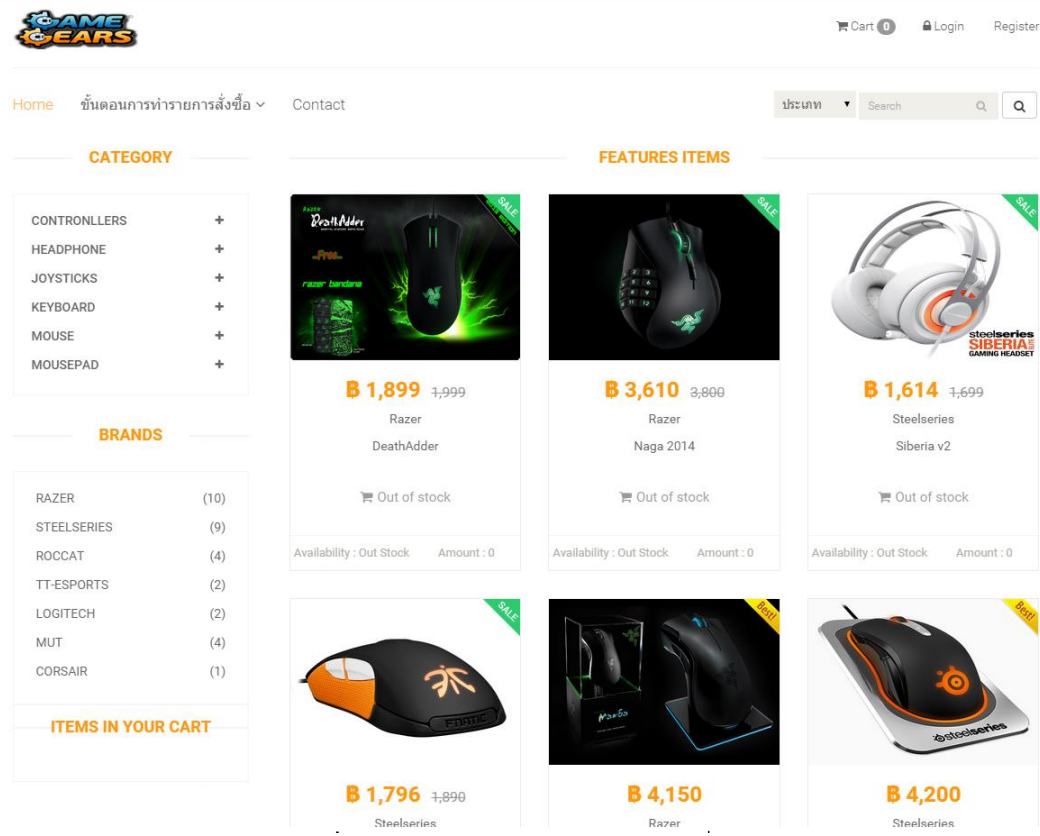 GAME
GEARS
Cart 0 Login Register
Home ขั้นตอนการทำรายการสั่งซื้อ Contact
ประเภท Search
CATEGORY
CONTRONLLERS +
HEADPHONE +
JOYSTICKS +
KEYBOARD +
MOUSE +
MOUSEPAD +
BRANDS
RAZER (10)
STEELSERIES (9)
ROCCAT (4)
TT-ESPORTS (2)
LOGITECH (2)
MUT (4)
CORSAIR (1)
ITEMS IN YOUR CART
FEATURES ITEMS
SALE
RAZER
DeathAdder
..Free..
razer bandana
฿ 1,899 1,999
Razer
DeathAdder
Out of stock
Availability : Out Stock Amount : 0
SALE
฿ 3,610 3,800
Razer
Naga 2014
Out of stock
Availability : Out Stock Amount : 0
SALE
steelseries
SIBERIA
GAMING HEADSET
฿ 1,614 1,699
Steelseries
Siberia v2
Out of stock
Availability : Out Stock Amount : 0
SALE
FNATIC
฿ 1,796 1,890
Steelseries
Best!
Mamba
฿ 4,150
Razer
Best!
steelseries
฿ 4,200
Steelseries